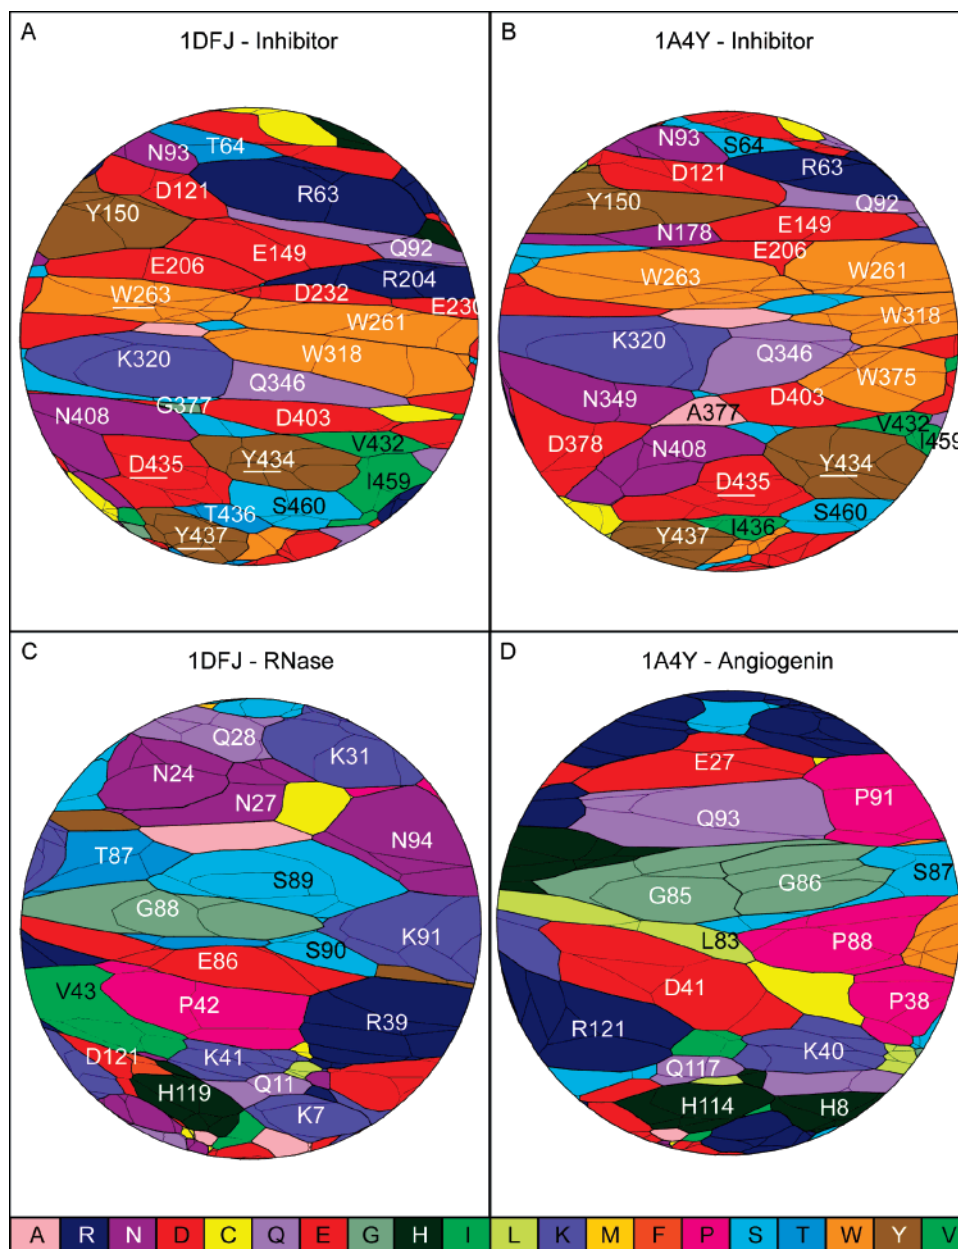 A
1DFJ - Inhibitor
T64
N93
D121
R63
Y150
Q92
E149
E206
R204
W263
D232
E230
W261
W318
K320
Q346
G377
N408
D403
V432
D435
Y434
I459
T436
S460
Y437
B
1A4Y - Inhibitor
N93
S64
R63
D121
Y150
Q92
N178
E149
E206
W263
W261
W318
K320
Q346
W375
N349
D403
A377
V432
D378
N408
I459
Y434
D435
S460
I436
Y437
C
1DFJ - RNase
Q28
K31
N24
N27
N94
T87
S89
G88
K91
S90
E86
V43
P42
R39
D121
K41
Q11
H119
K7
D
1A4Y - Angiogenin
E27
P91
Q93
S87
G86
G85
L83
P88
D41
P38
R121
K40
Q117
H114
H8
A R N D C Q E G H I L K M F P S T W Y V